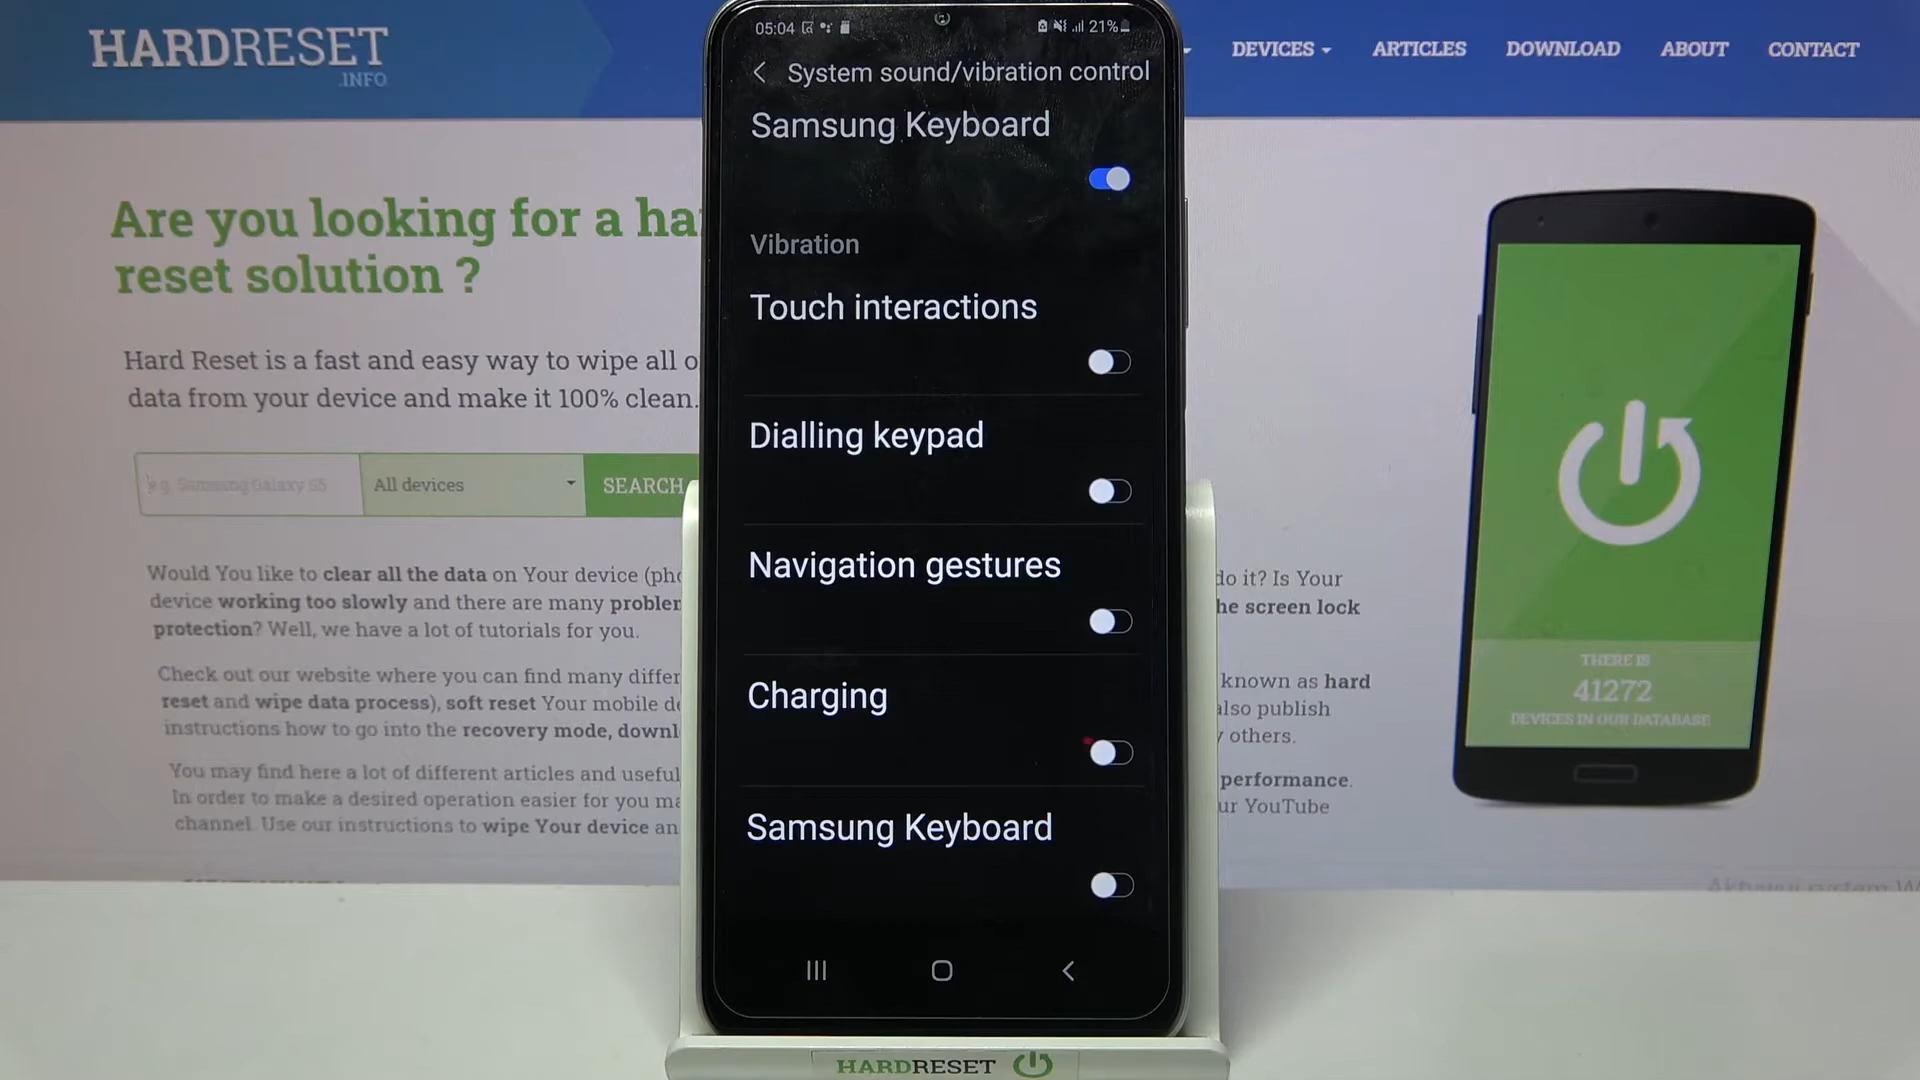 HARDRESET
.INFO
DEVICES
ARTICLES
DOWNLOAD
ABOUT
CONTACT
Are you looking for a ha
reset solution ?
Hard Reset is a fast and easy way to wipe all o
data from your device and make it 100% clean.
e.g. Samsung Galaxy S5
All devices
SEARCH
Would You like to clear all the data on Your device (pho
device working too slowly and there are many problem
protection? Well, we have a lot of tutorials for you.
Check out our website where you can find many differ
reset and wipe data process), soft reset Your mobile de
instructions how to go into the recovery mode, downl
You may find here a lot of different articles and useful
In order to make a desired operation easier for you ma
channel. Use our instructions to wipe Your device an
05:04
21%
System sound/vibration control
Samsung Keyboard
Vibration
Touch interactions
Dialling keypad
Navigation gestures
Charging
Samsung Keyboard
HARDRESET
do it? Is Your
he screen lock
known as hard
also publish
y others.
performance.
ur YouTube
THERE IS
41272
DEVICES IN OUR DATABASE